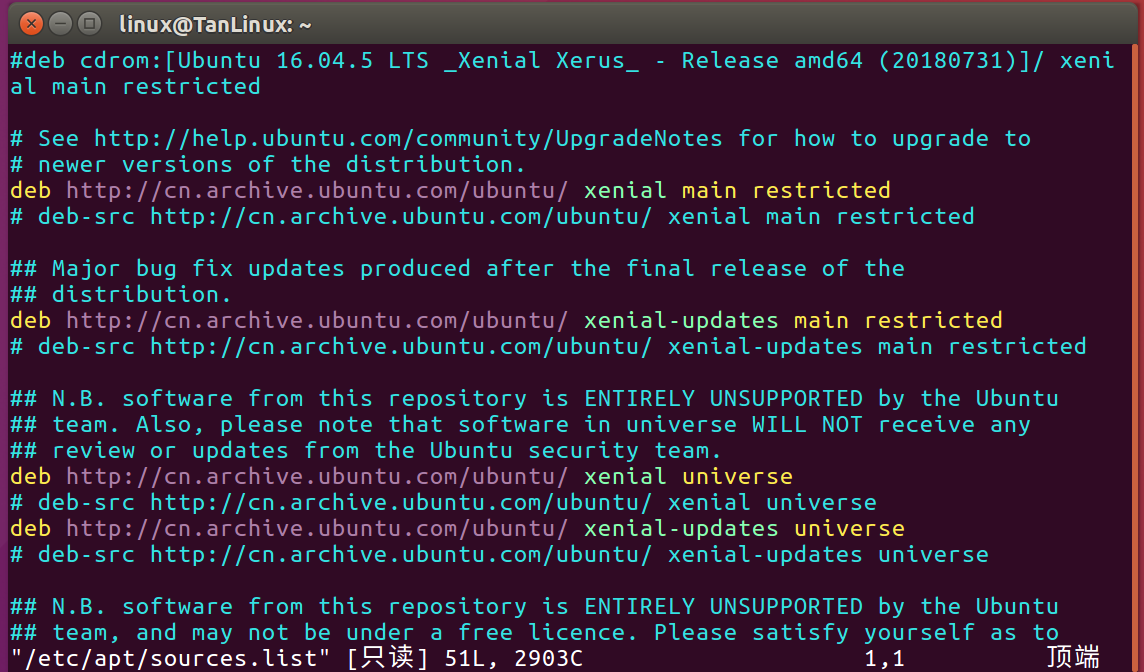 linux@TanLinux: ~
#deb cdrom:[Ubuntu 16.04.5 LTS _Xenial Xerus_ - Release amd64 (20180731)]/ xeni
al main restricted
# See http://help.ubuntu.com/community/UpgradeNotes for how to upgrade to
# newer versions of the distribution.
deb http://cn.archive.ubuntu.com/ubuntu/ xenial main restricted
# deb-src http://cn.archive.ubuntu.com/ubuntu/ xenial main restricted
## Major bug fix updates produced after the final release of the
## distribution.
deb http://cn.archive.ubuntu.com/ubuntu/ xenial-updates main restricted
# deb-src http://cn.archive.ubuntu.com/ubuntu/ xenial-updates main restricted
## N.B. software from this repository is ENTIRELY UNSUPPORTED by the Ubuntu
## team. Also, please note that software in universe WILL NOT receive any
## review or updates from the Ubuntu security team.
deb http://cn.archive.ubuntu.com/ubuntu/ xenial universe
# deb-src http://cn.archive.ubuntu.com/ubuntu/ xenial universe
deb http://cn.archive.ubuntu.com/ubuntu/ xenial-updates universe
# deb-src http://cn.archive.ubuntu.com/ubuntu/ xenial-updates universe
## N.B. software from this repository is ENTIRELY UNSUPPORTED by the Ubuntu
## team, and may not be under a free licence. Please satisfy yourself as to
"/etc/apt/sources.list" [只读] 51L, 2903C 1,1 顶端